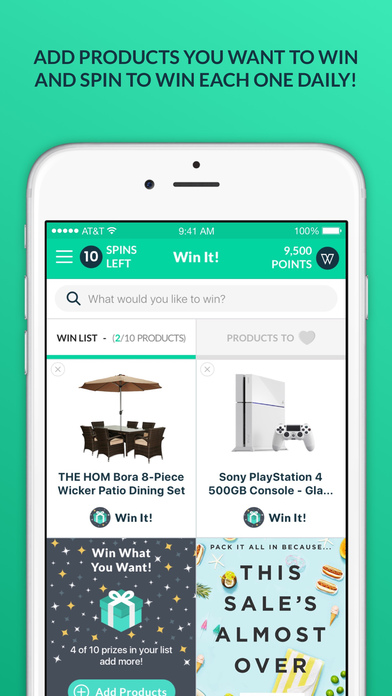 ADD PRODUCTS YOU WANT TO WIN
AND SPIN TO WIN EACH ONE DAILY!
AT&T 9:41 AM 100%
10 SPINS LEFT Win It! 9,500 POINTS W
What would you like to win?
WIN LIST - (2/10 PRODUCTS) PRODUCTS TO
THE HOM Bora 8-Piece
Wicker Patio Dining Set
Win It!
Sony PlayStation 4
500GB Console - Gla...
Win It!
Win What
You Want!
4 of 10 prizes in your list
add more!
Add Products
PACK IT ALL IN BECAUSE...
THIS
SALE'S
ALMOST
OVER